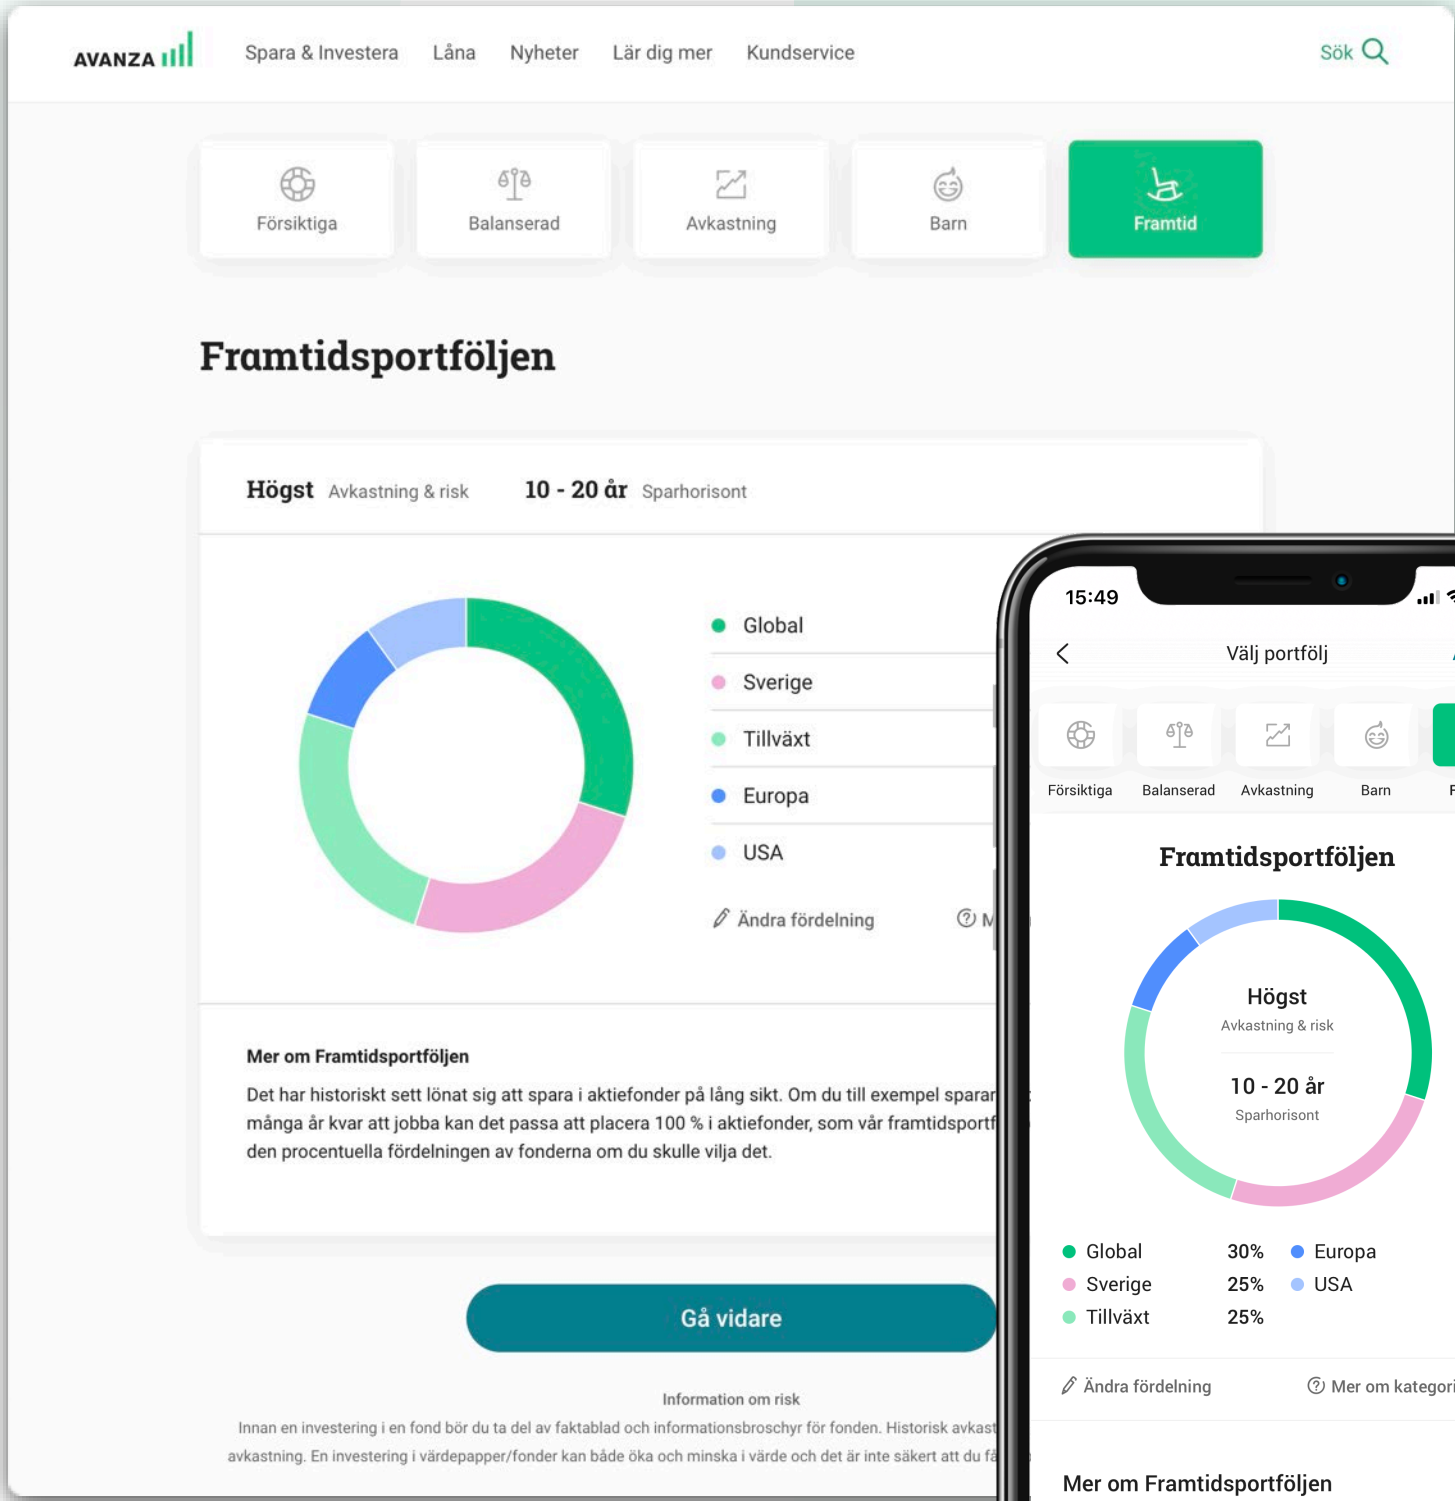 AVANZA
Spara & Investera
Låna
Nyheter
Lär dig mer
Kundservice
Sök
Försiktiga
Balanserad
Avkastning
Barn
Framtid
Framtidsportföljen
Högst Avkastning & risk
10 - 20 år Sparhorisont
Global
Sverige
Tillväxt
Europa
USA
Ändra fördelning
Mer om Framtidsportföljen
Det har historiskt sett lönat sig att spara i aktiefonder på lång sikt. Om du till exempel sparar
många år kvar att jobba kan det passa att placera 100 % i aktiefonder, som vår framtidsportf
den procentuella fördelningen av fonderna om du skulle vilja det.
Gå vidare
Information om risk
Innan en investering i en fond bör du ta del av faktablad och informationsbroschyr för fonden. Historisk avkast
avkastning. En investering i värdepapper/fonder kan både öka och minska i värde och det är inte säkert att du få
15:49
Välj portfölj
Försiktiga
Balanserad
Avkastning
Barn
Framtidsportföljen
Högst
Avkastning & risk
10 - 20 år
Sparhorisont
Global 30%
Sverige 25%
Tillväxt 25%
Europa
USA
Ändra fördelning
Mer om kategori
Mer om Framtidsportföljen